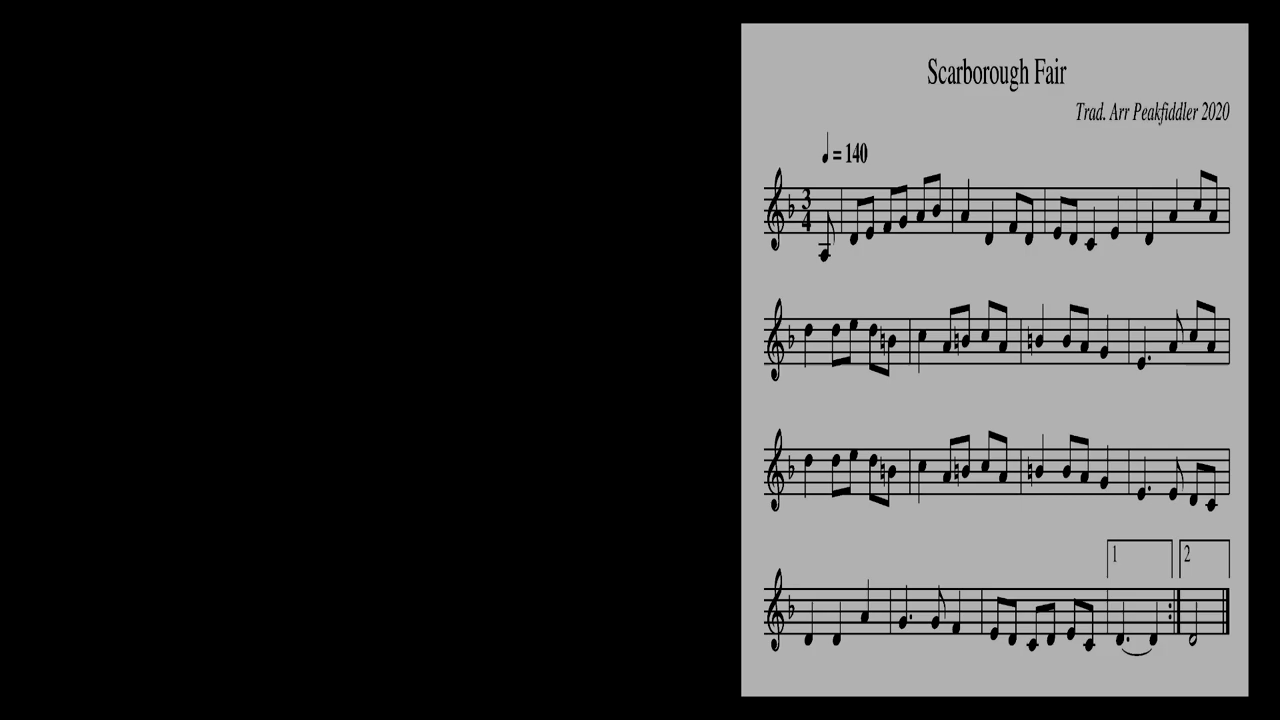 Scarborough Fair
Trad. Arr Peakfiddler 2020
♩ = 140
3
4
1
2